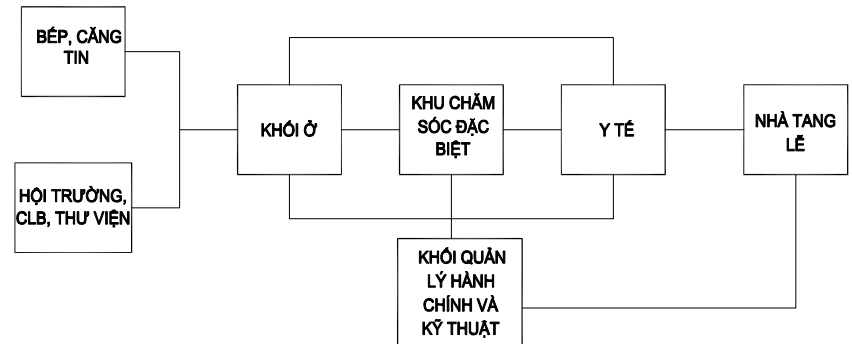 BẾP, CĂNG
TIN
HỘI TRƯỜNG,
CLB, THƯ VIỆN
KHỐI Ở
KHU CHĂM
SÓC ĐẶC
BIỆT
Y TẾ
NHÀ TANG
LỄ
KHỐI QUẢN
LÝ HÀNH
CHÍNH VÀ
KỸ THUẬT